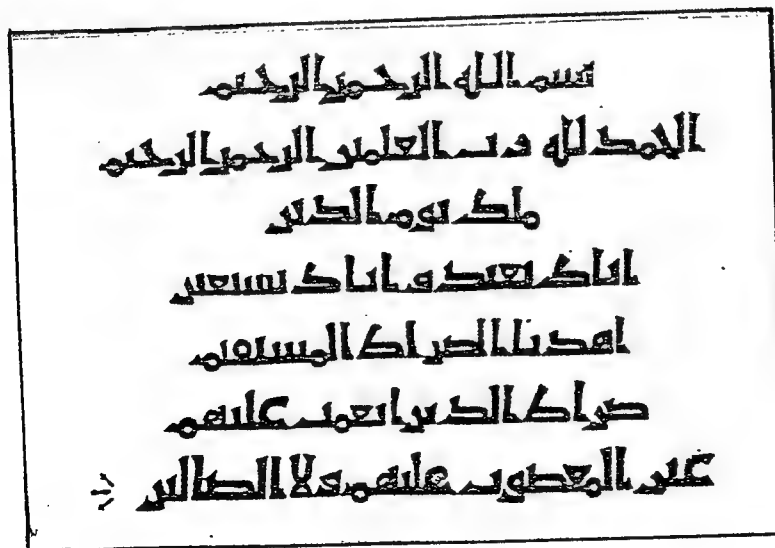 بسم الله الرحمن الرحيم
الحمد لله رب العلمين الرحمن الرحيم
ملك يوم الدين
اياك نعبد و اياك نستعين
اهدنا الصراط المستقيم
صراط الذين انعمت عليهم
غير المغضوب عليهم ولا الضالين